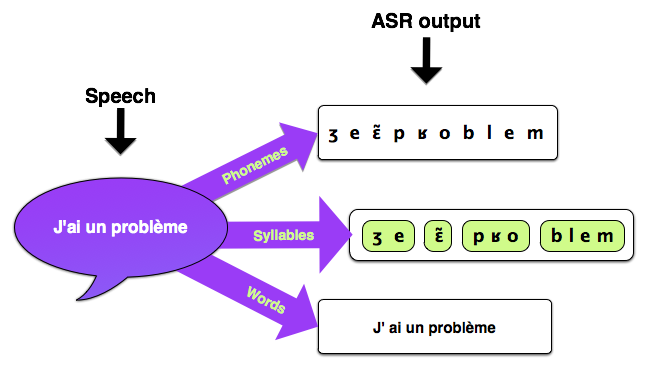 ASR output
Speech
Phonemes
ʒ e ɛ̃ p ʁ o b l e m
J'ai un problème
Syllables
ʒ e ɛ̃ p ʁ o b l e m
Words
J' ai un problème